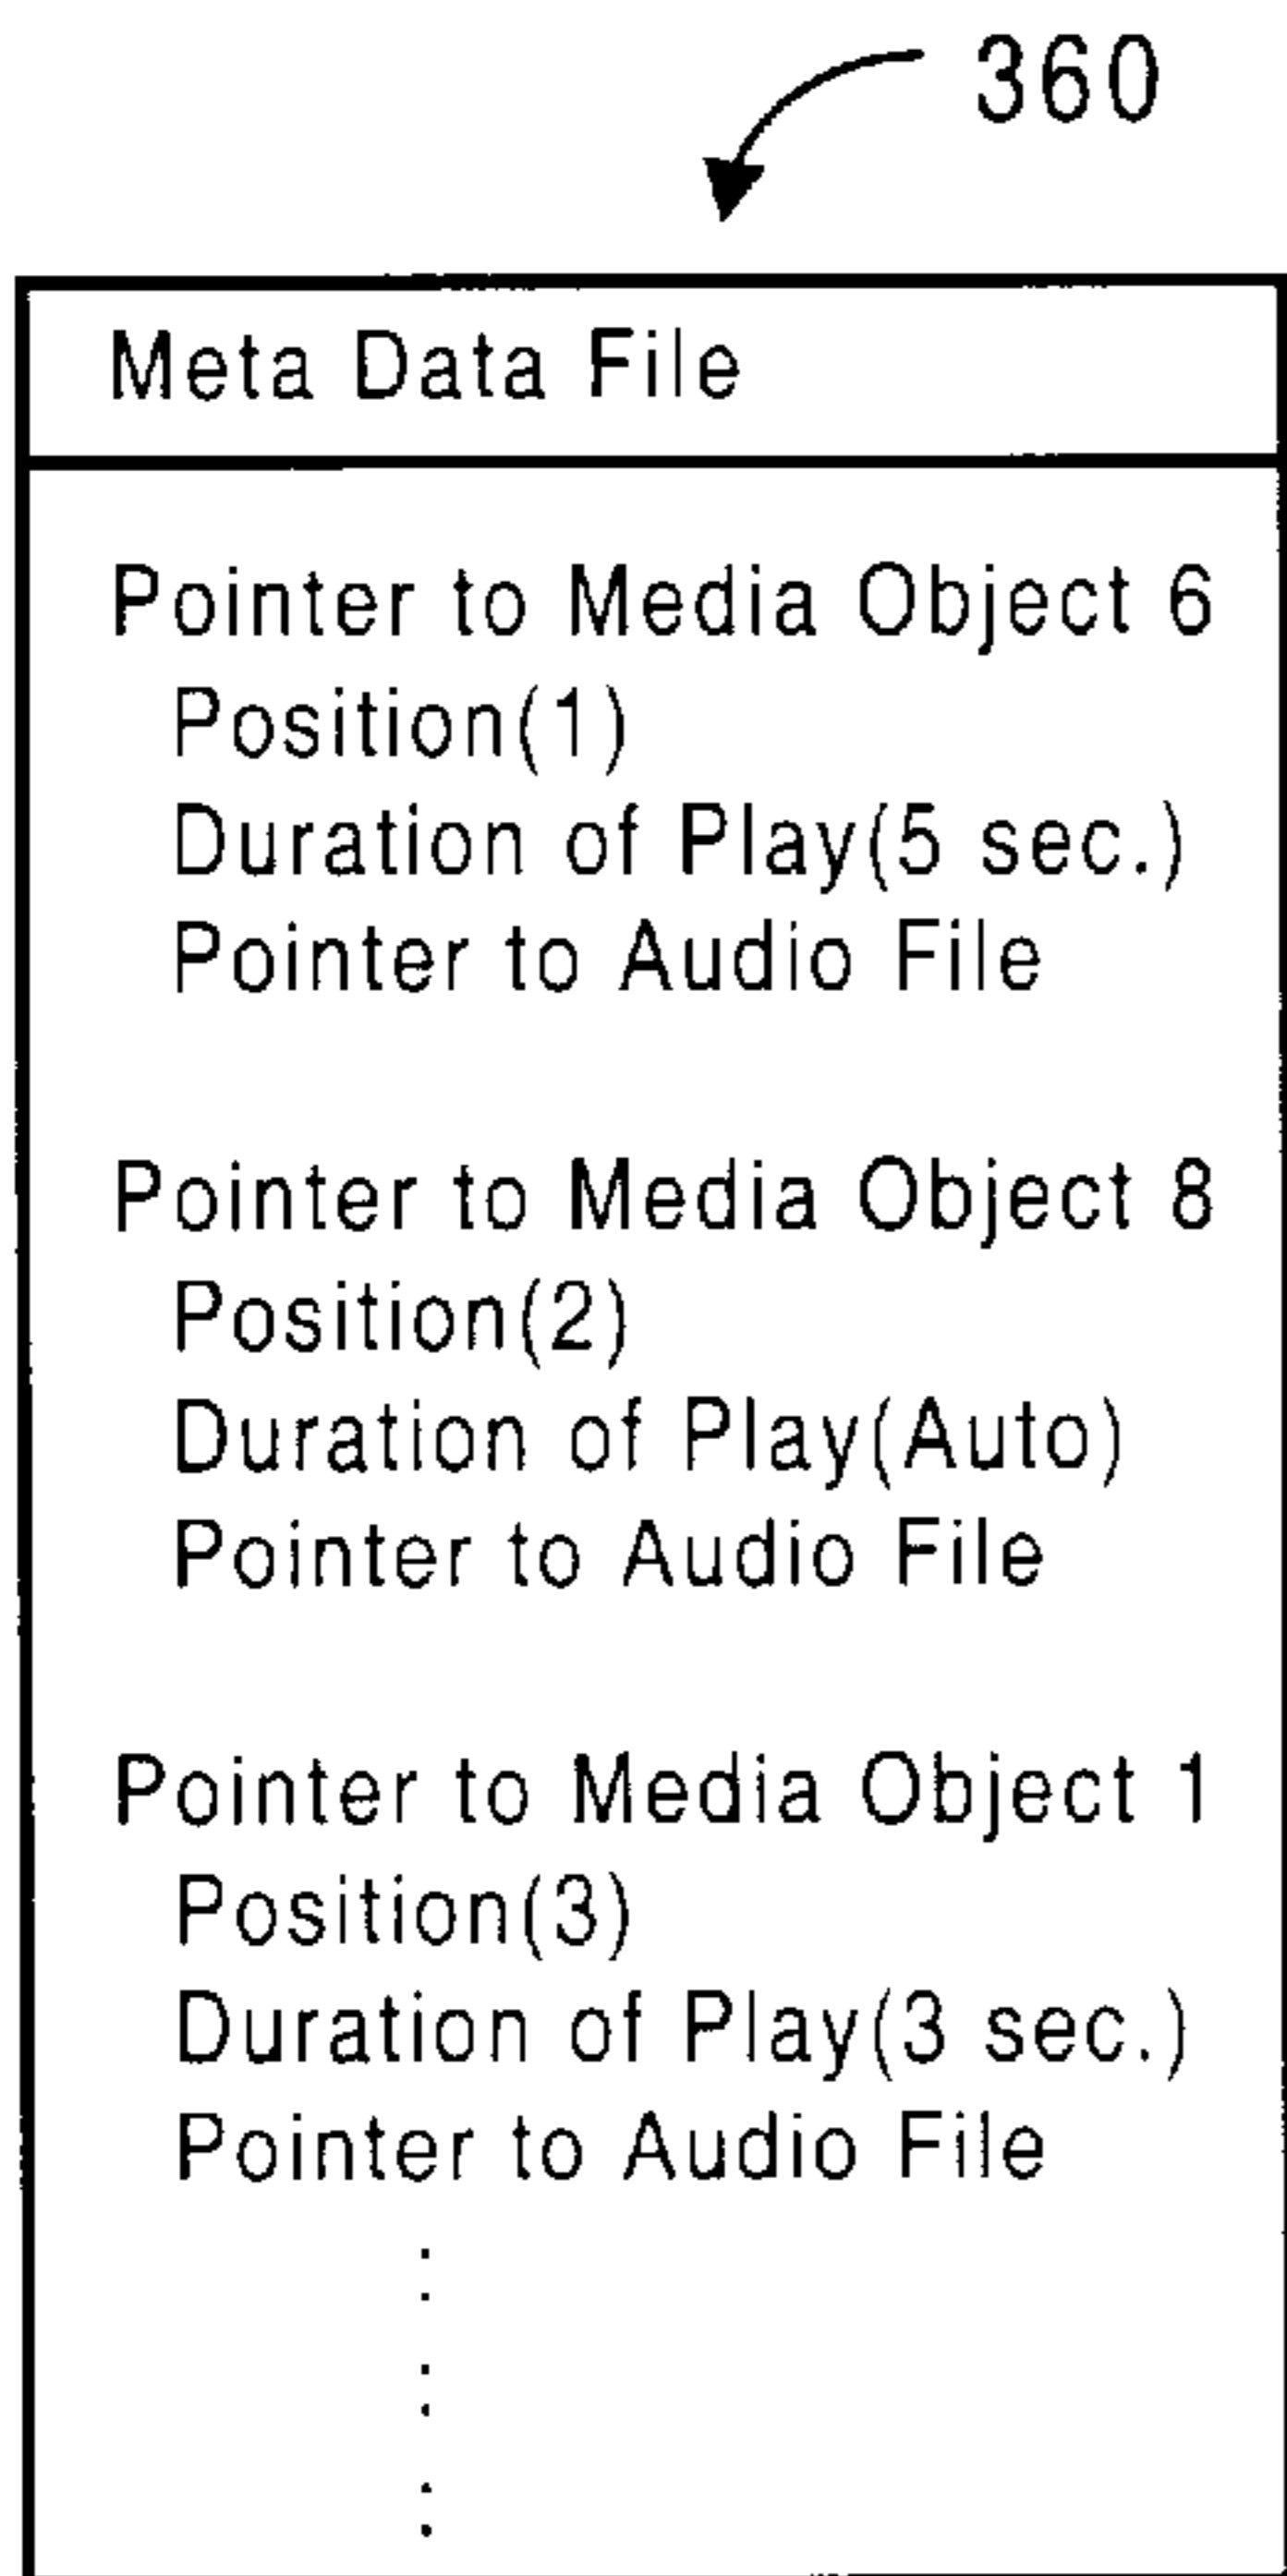 360
Meta Data File
Pointer to Media Object 6
Position(1)
Duration of Play(5 sec.)
Pointer to Audio File
Pointer to Media Object 8
Position(2)
Duration of Play(Auto)
Pointer to Audio File
Pointer to Media Object 1
Position(3)
Duration of Play(3 sec.)
Pointer to Audio File